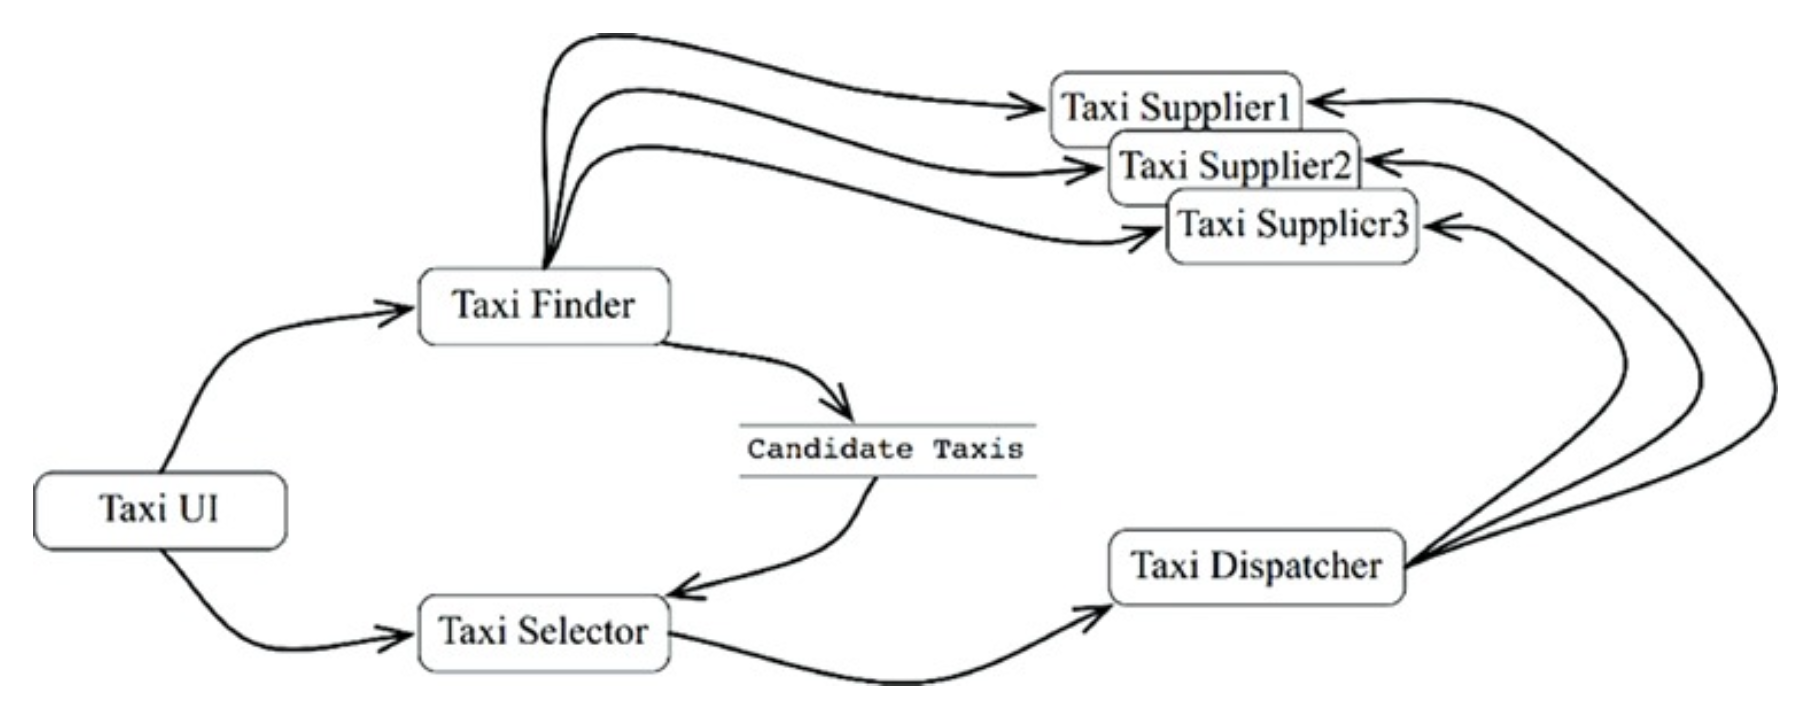 Taxi Supplier1
Taxi Supplier2
Taxi Supplier3
Taxi Finder
Candidate Taxis
Taxi UI
Taxi Dispatcher
Taxi Selector